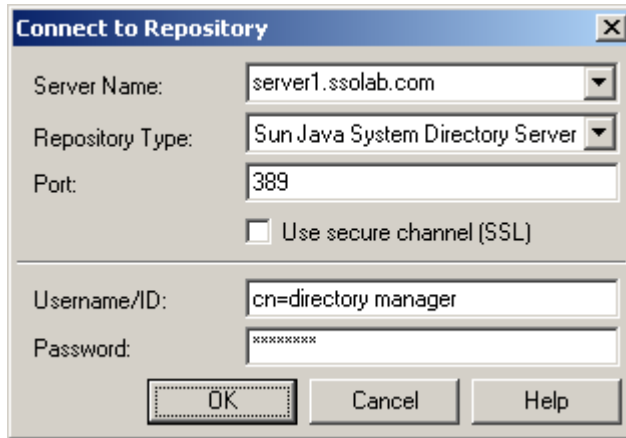 Connect to Repository
Server Name: server1.ssolab.com
Repository Type: Sun Java System Directory Server
Port: 389
Use secure channel (SSL)
Username/ID: cn=directory manager
Password: ××××××××
OK Cancel Help